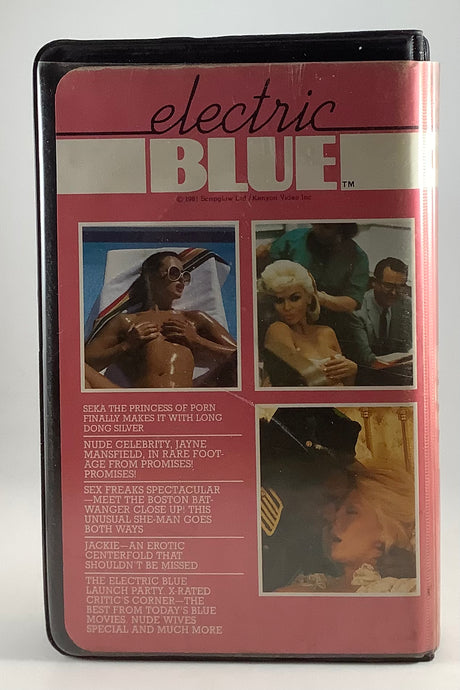 electric
BLUE TM
© 1981 Scripglow Ltd / Kenyon Video Inc
SEKA THE PRINCESS OF PORN
FINALLY MAKES IT WITH LONG
DONG SILVER
NUDE CELEBRITY, JAYNE
MANSFIELD, IN RARE FOOT-
AGE FROM PROMISES!
PROMISES!
SEX FREAKS SPECTACULAR
—MEET THE BOSTON BAT-
WANGER CLOSE UP! THIS
UNUSUAL SHE-MAN GOES
BOTH WAYS
JACKIE—AN EROTIC
CENTERFOLD THAT
SHOULDN'T BE MISSED
THE ELECTRIC BLUE
LAUNCH PARTY. X-RATED
CRITIC'S CORNER—THE
BEST FROM TODAY'S BLUE
MOVIES. NUDE WIVES
SPECIAL AND MUCH MORE